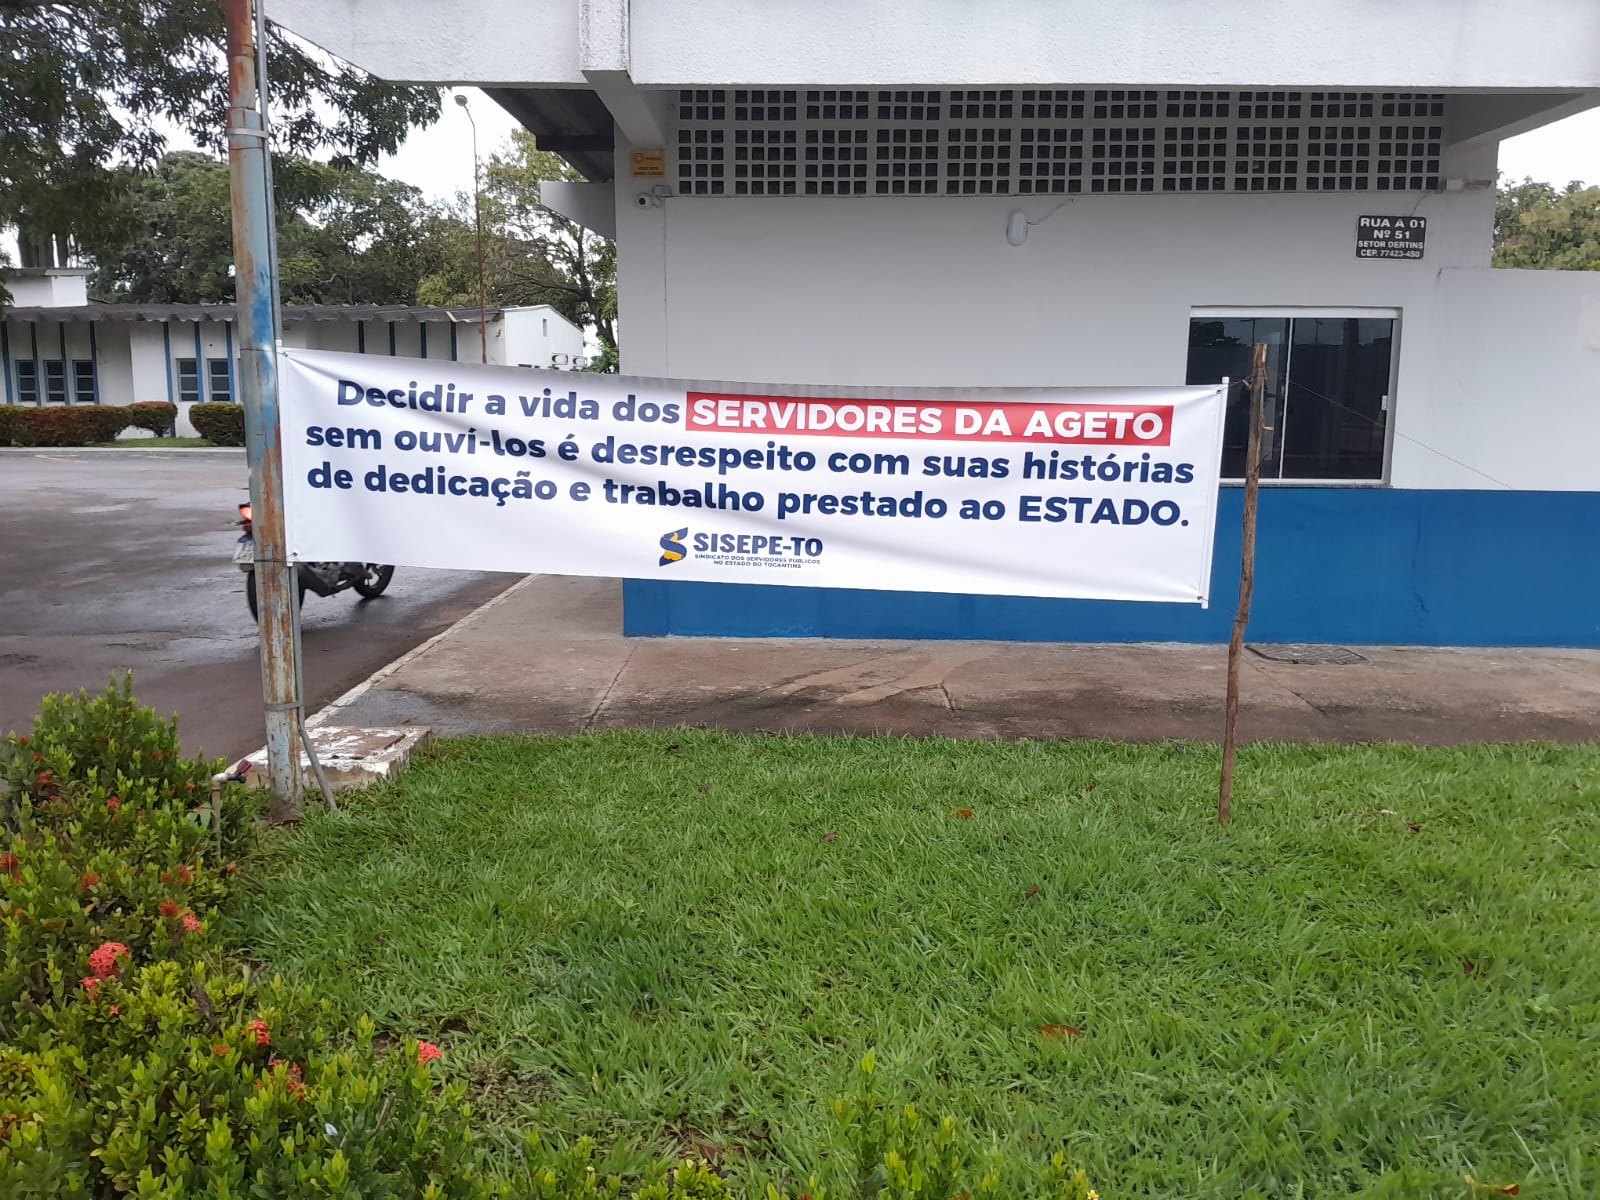 RUA A 01
Nº 51
SETOR DERTINS
CEP. 77423-450
Decidir a vida dos SERVIDORES DA AGETO
sem ouví-los é desrespeito com suas histórias
de dedicação e trabalho prestado ao ESTADO.
SISEPE-TO
SINDICATO DOS SERVIDORES PÚBLICOS
NO ESTADO DO TOCANTINS